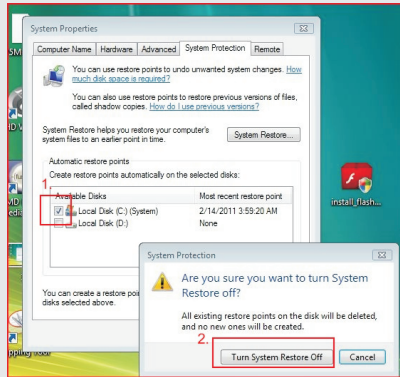 System Properties
Computer Name Hardware Advanced System Protection Remote
You can use restore points to undo unwanted system changes. How
much disk space is required?
You can also use restore points to restore previous versions of files,
called shadow copies. How do I use previous versions?
System Restore helps you restore your computer's
system files to an earlier point in time.
System Restore...
Automatic restore points
Create restore points automatically on the selected disks:
1.
Available Disks Most recent restore point
Local Disk (C:) (System) 2/14/2011 3:59:20 AM
Local Disk (D:) None
install_flash...
You can create a restore poi
disks selected above.
System Protection
Are you sure you want to turn System
Restore off?
All existing restore points on the disk will be deleted,
and no new ones will be created.
2.
Turn System Restore Off Cancel